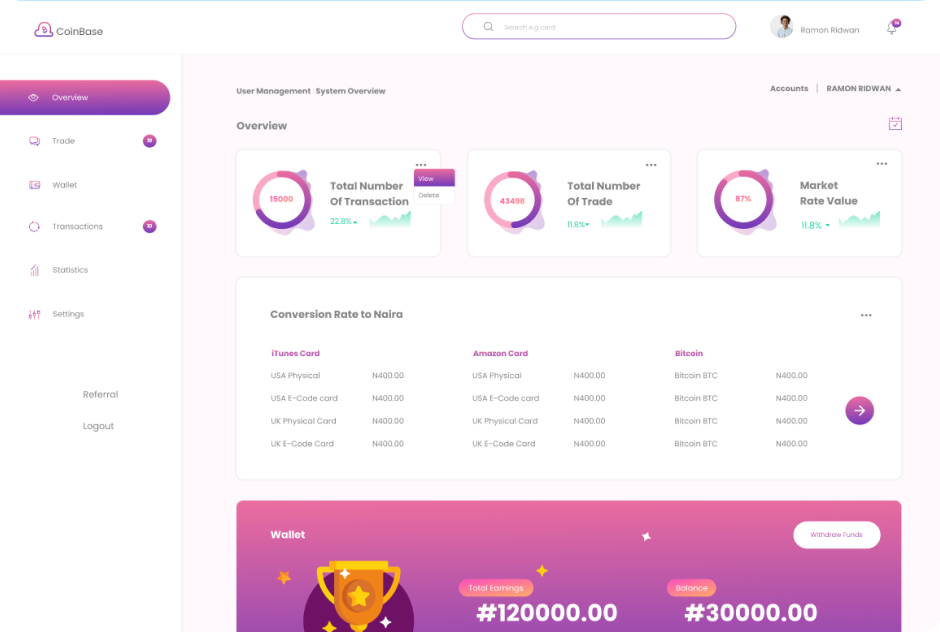 CoinBase
Search e.g card
Ramon Ridwan
Overview
Trade
Wallet
Transactions
Statistics
Settings
Referral
Logout
User Management System Overview
Accounts | RAMON RIDWAN
Overview
15000
Total Number
Of Transaction
22.8%
View
Delete
43498
Total Number
Of Trade
11.8%
87%
Market
Rate Value
11.8%
Conversion Rate to Naira
iTunes Card Amazon Card Bitcoin
USA Physical N400.00 USA Physical N400.00 Bitcoin BTC N400.00
USA E-Code card N400.00 USA E-Code card N400.00 Bitcoin BTC N400.00
UK Physical Card N400.00 UK Physical Card N400.00 Bitcoin BTC N400.00
UK E-Code Card N400.00 UK E-Code Card N400.00 Bitcoin BTC N400.00
Wallet
Withdraw Funds
Total Earnings Balance
#120000.00 #30000.00